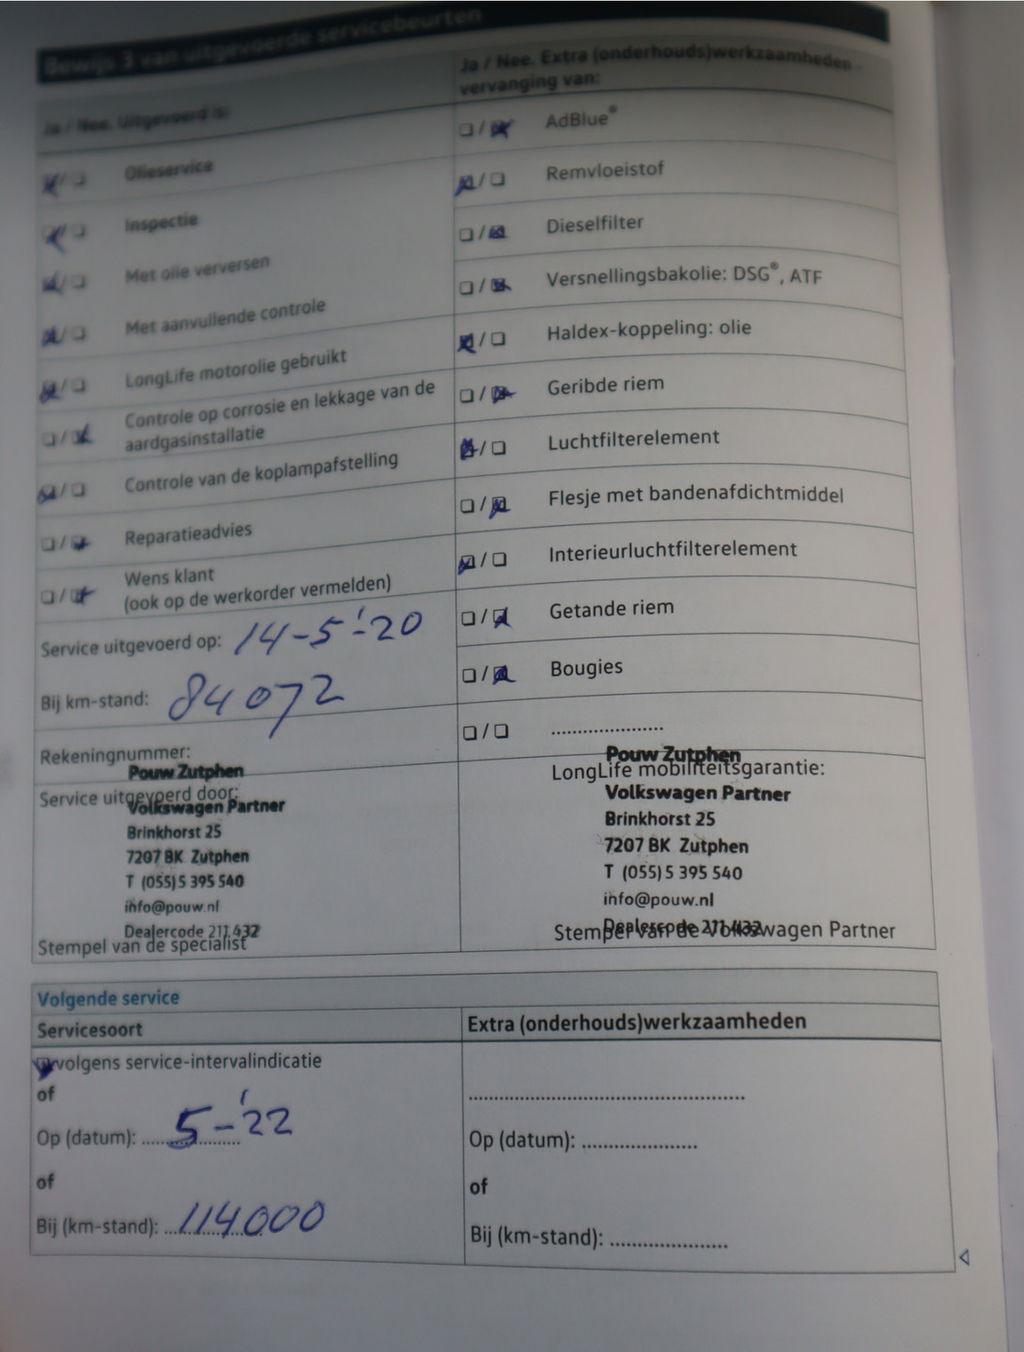 Bewijs 3 van uitgevoerde servicebeurten
Ja / Nee. Uitgevoerd is:
Olieservice
Inspectie
Met olie verversen
Met aanvullende controle
LongLife motorolie gebruikt
Controle op corrosie en lekkage van de
aardgasinstallatie
Controle van de koplampafstelling
Reparatieadvies
Wens klant
(ook op de werkorder vermelden)
Service uitgevoerd op: 14-5-'20
Bij km-stand: 84072
Rekeningnummer:
Pouw Zutphen
Service uitgevoerd door:
Volkswagen Partner
Brinkhorst 25
7207 BK Zutphen
T (055) 5 395 540
info@pouw.nl
Dealercode 211.432
Stempel van de specialist
Ja / Nee. Extra (onderhouds)werkzaamheden -
vervanging van:
AdBlue®
Remvloeistof
Dieselfilter
Versnellingsbakolie: DSG®, ATF
Haldex-koppeling: olie
Geribde riem
Luchtfilterelement
Flesje met bandenafdichtmiddel
Interieurluchtfilterelement
Getande riem
Bougies
.....................
Pouw Zutphen
LongLife mobiliteitsgarantie:
Volkswagen Partner
Brinkhorst 25
7207 BK Zutphen
T (055) 5 395 540
info@pouw.nl
Dealercode 211.432
Stempel van de Volkswagen Partner
Volgende service
Servicesoort
volgens service-intervalindicatie
of
Op (datum): 5-'22
of
Bij (km-stand): 114000
Extra (onderhouds)werkzaamheden
.....................
Op (datum): .....................
of
Bij (km-stand): .....................